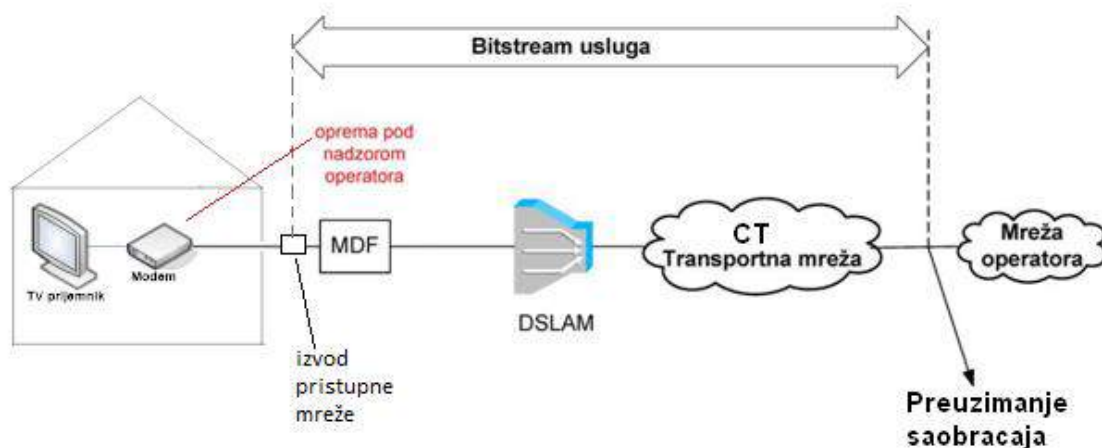 Bitstream usluga
oprema pod
nadzorom
operatora
MDF
CT
Transportna mreža
Mreža
operatora
Modem
TV prijemnik
DSLAM
izvod
pristupne
mreže
Preuzimanje
saobracaja